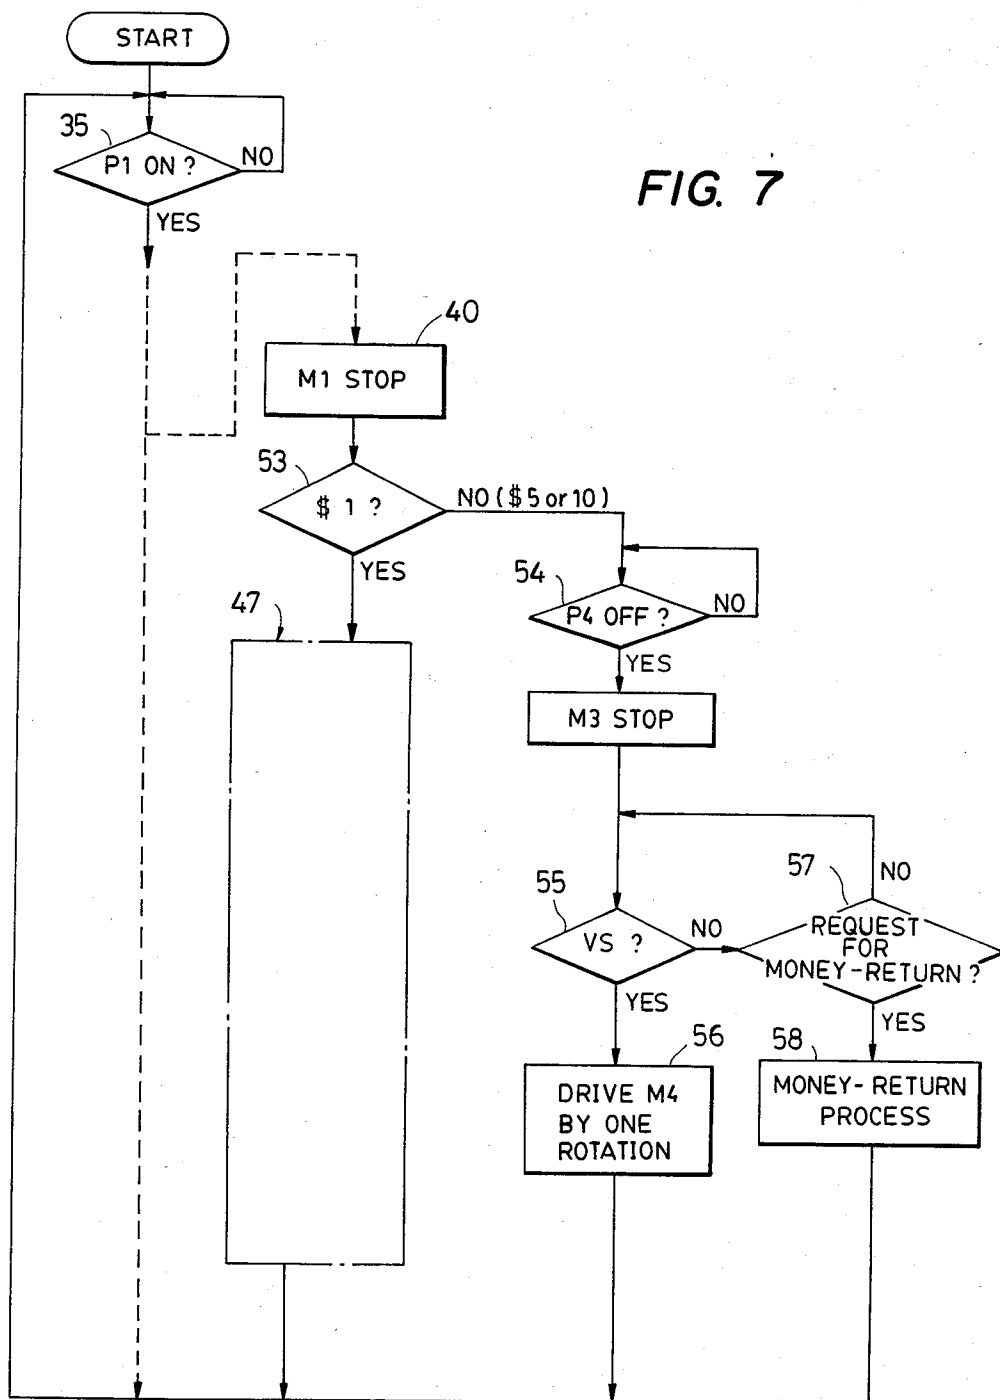 START
35
P1 ON ?
NO
YES
FIG. 7
40
M1 STOP
53
$ 1 ?
NO ( $ 5 or 10 )
YES
54
P4 OFF ?
NO
YES
47
M3 STOP
55
VS ?
NO
YES
57
NO
REQUEST
FOR
MONEY-RETURN ?
YES
56
DRIVE M4
BY ONE
ROTATION
58
MONEY-RETURN
PROCESS